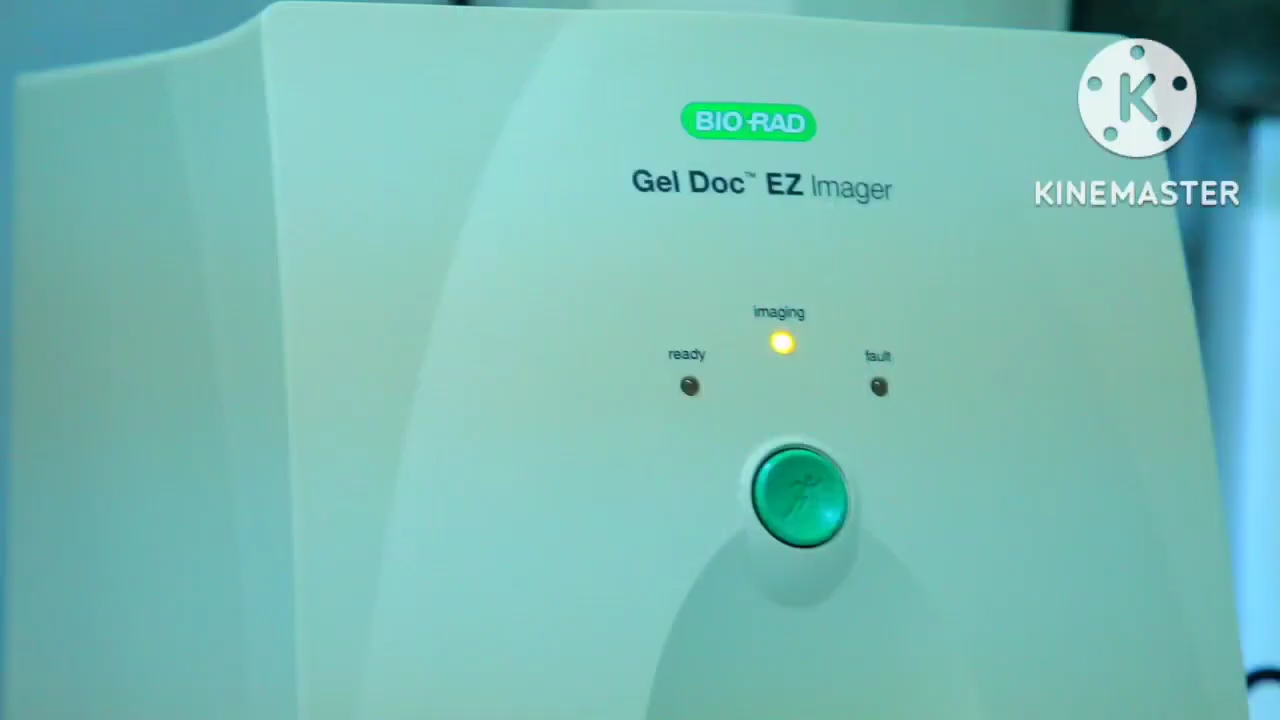 BIO-RAD
Gel Doc™ EZ Imager
imaging
ready
fault
K
KINEMASTER